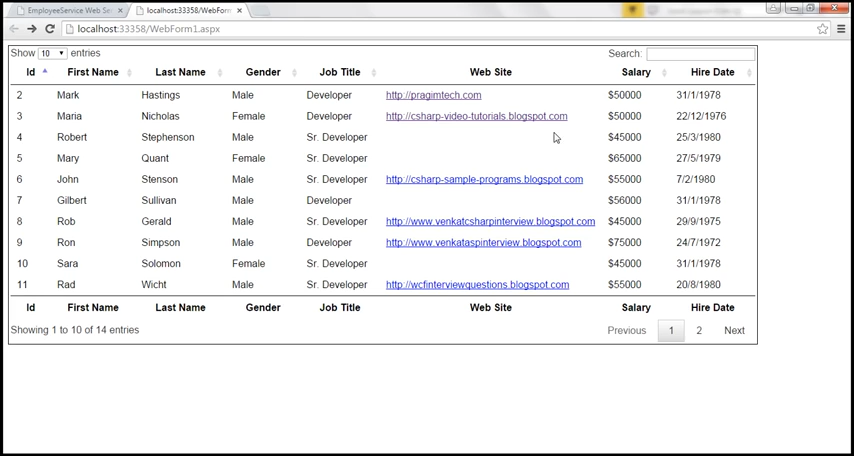 EmployeeService Web Se localhost:33358/WebForm
localhost:33358/WebForm1.aspx
Show 10 entries Search:
Id First Name Last Name Gender Job Title Web Site Salary Hire Date
2 Mark Hastings Male Developer http://pragimtech.com $50000 31/1/1978
3 Maria Nicholas Female Developer http://csharp-video-tutorials.blogspot.com $50000 22/12/1976
4 Robert Stephenson Male Sr. Developer $45000 25/3/1980
5 Mary Quant Female Sr. Developer $65000 27/5/1979
6 John Stenson Male Sr. Developer http://csharp-sample-programs.blogspot.com $55000 7/2/1980
7 Gilbert Sullivan Male Developer $56000 31/1/1978
8 Rob Gerald Male Sr. Developer http://www.venkatcsharpinterview.blogspot.com $45000 29/9/1975
9 Ron Simpson Male Developer http://www.venkataspinterview.blogspot.com $75000 24/7/1972
10 Sara Solomon Female Sr. Developer $45000 31/1/1978
11 Rad Wicht Male Sr. Developer http://wcfinterviewquestions.blogspot.com $55000 20/8/1980
Id First Name Last Name Gender Job Title Web Site Salary Hire Date
Showing 1 to 10 of 14 entries Previous 1 2 Next